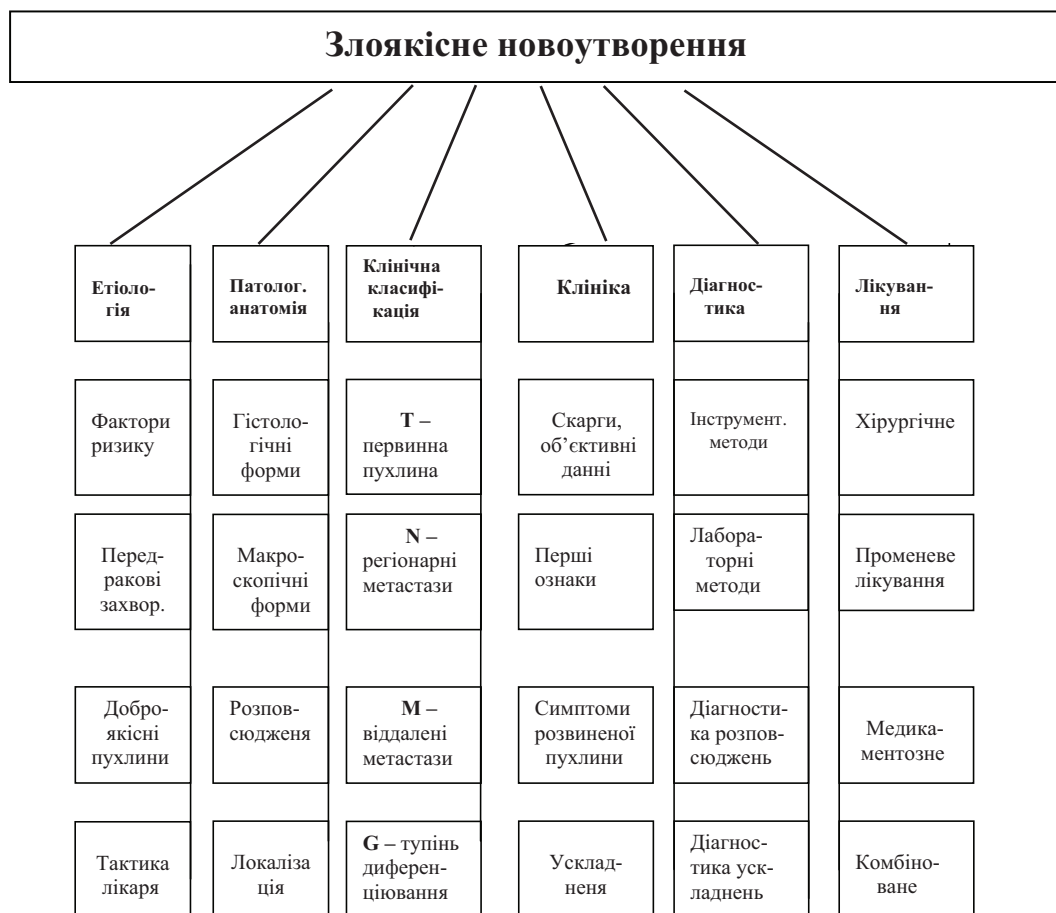 Злоякісне новоутворення
Етіоло-
гія
Патолог.
анатомія
Клінічна
класифі-
кація
Клініка
Діагнос-
тика
Лікуван-
ня
Фактори
ризику
Гістоло-
гічні
форми
Т –
первинна
пухлина
Скарги,
об’єктивні
данні
Інструмент.
методи
Хірургічне
Перед-
ракові
захвор.
Макро-
скопічні
форми
N –
регіонарні
метастази
Перші
ознаки
Лабора-
торні
методи
Променеве
лікування
Добро-
якісні
пухлини
Розпов-
сюдженя
М –
віддалені
метастази
Симптоми
розвиненої
пухлини
Діагности-
ка розпов-
сюджень
Медика-
ментозне
Тактика
лікаря
Локаліза
ція
G – тупінь
диферен-
ціювання
Усклад-
неня
Діагнос-
тика уск-
ладнень
Комбіно-
ване